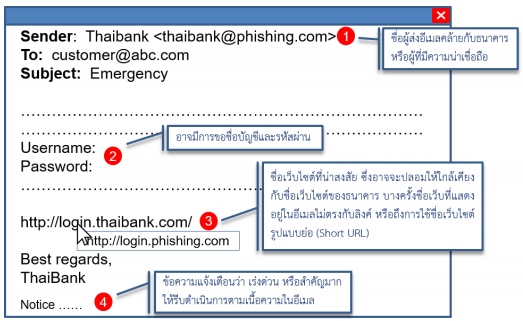 Sender: Thaibank <thaibank@phishing.com>
1
ชื่อผู้ส่งอีเมลคล้ายกับธนาคาร
หรือผู้ที่มีความน่าเชื่อถือ
To: customer@abc.com
Subject: Emergency
อาจมีการขอชื่อบัญชีและรหัสผ่าน
Username:
Password:
2
ชื่อเว็บไซต์ที่น่าสงสัย ซึ่งอาจจะปลอมให้ใกล้เคียง
กับชื่อเว็บไซต์ของธนาคาร บางครั้งชื่อเว็บที่แสดง
อยู่ในอีเมลไม่ตรงกับลิงค์ หรือถึงการใช้ชื่อเว็บไซต์
รูปแบบย่อ (Short URL)
http://login.thaibank.com/
3
http://login.phishing.com
Best regards,
ThaiBank
Notice ......
4
ข้อความแจ้งเตือนว่า เร่งด่วน หรือสำคัญมาก
ให้รีบดำเนินการตามเนื้อความในอีเมล